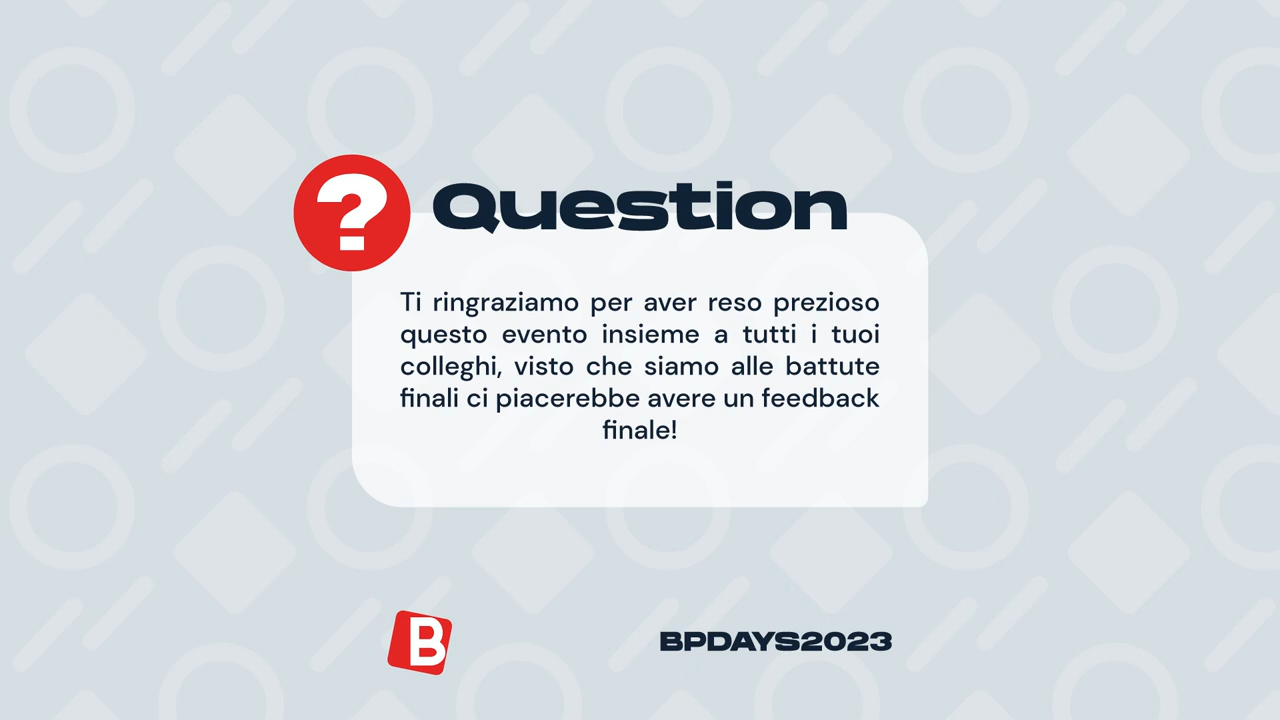 ?
Question
Ti ringraziamo per aver reso prezioso
questo evento insieme a tutti i tuoi
colleghi, visto che siamo alle battute
finali ci piacerebbe avere un feedback
finale!
B
BPDAYS2023